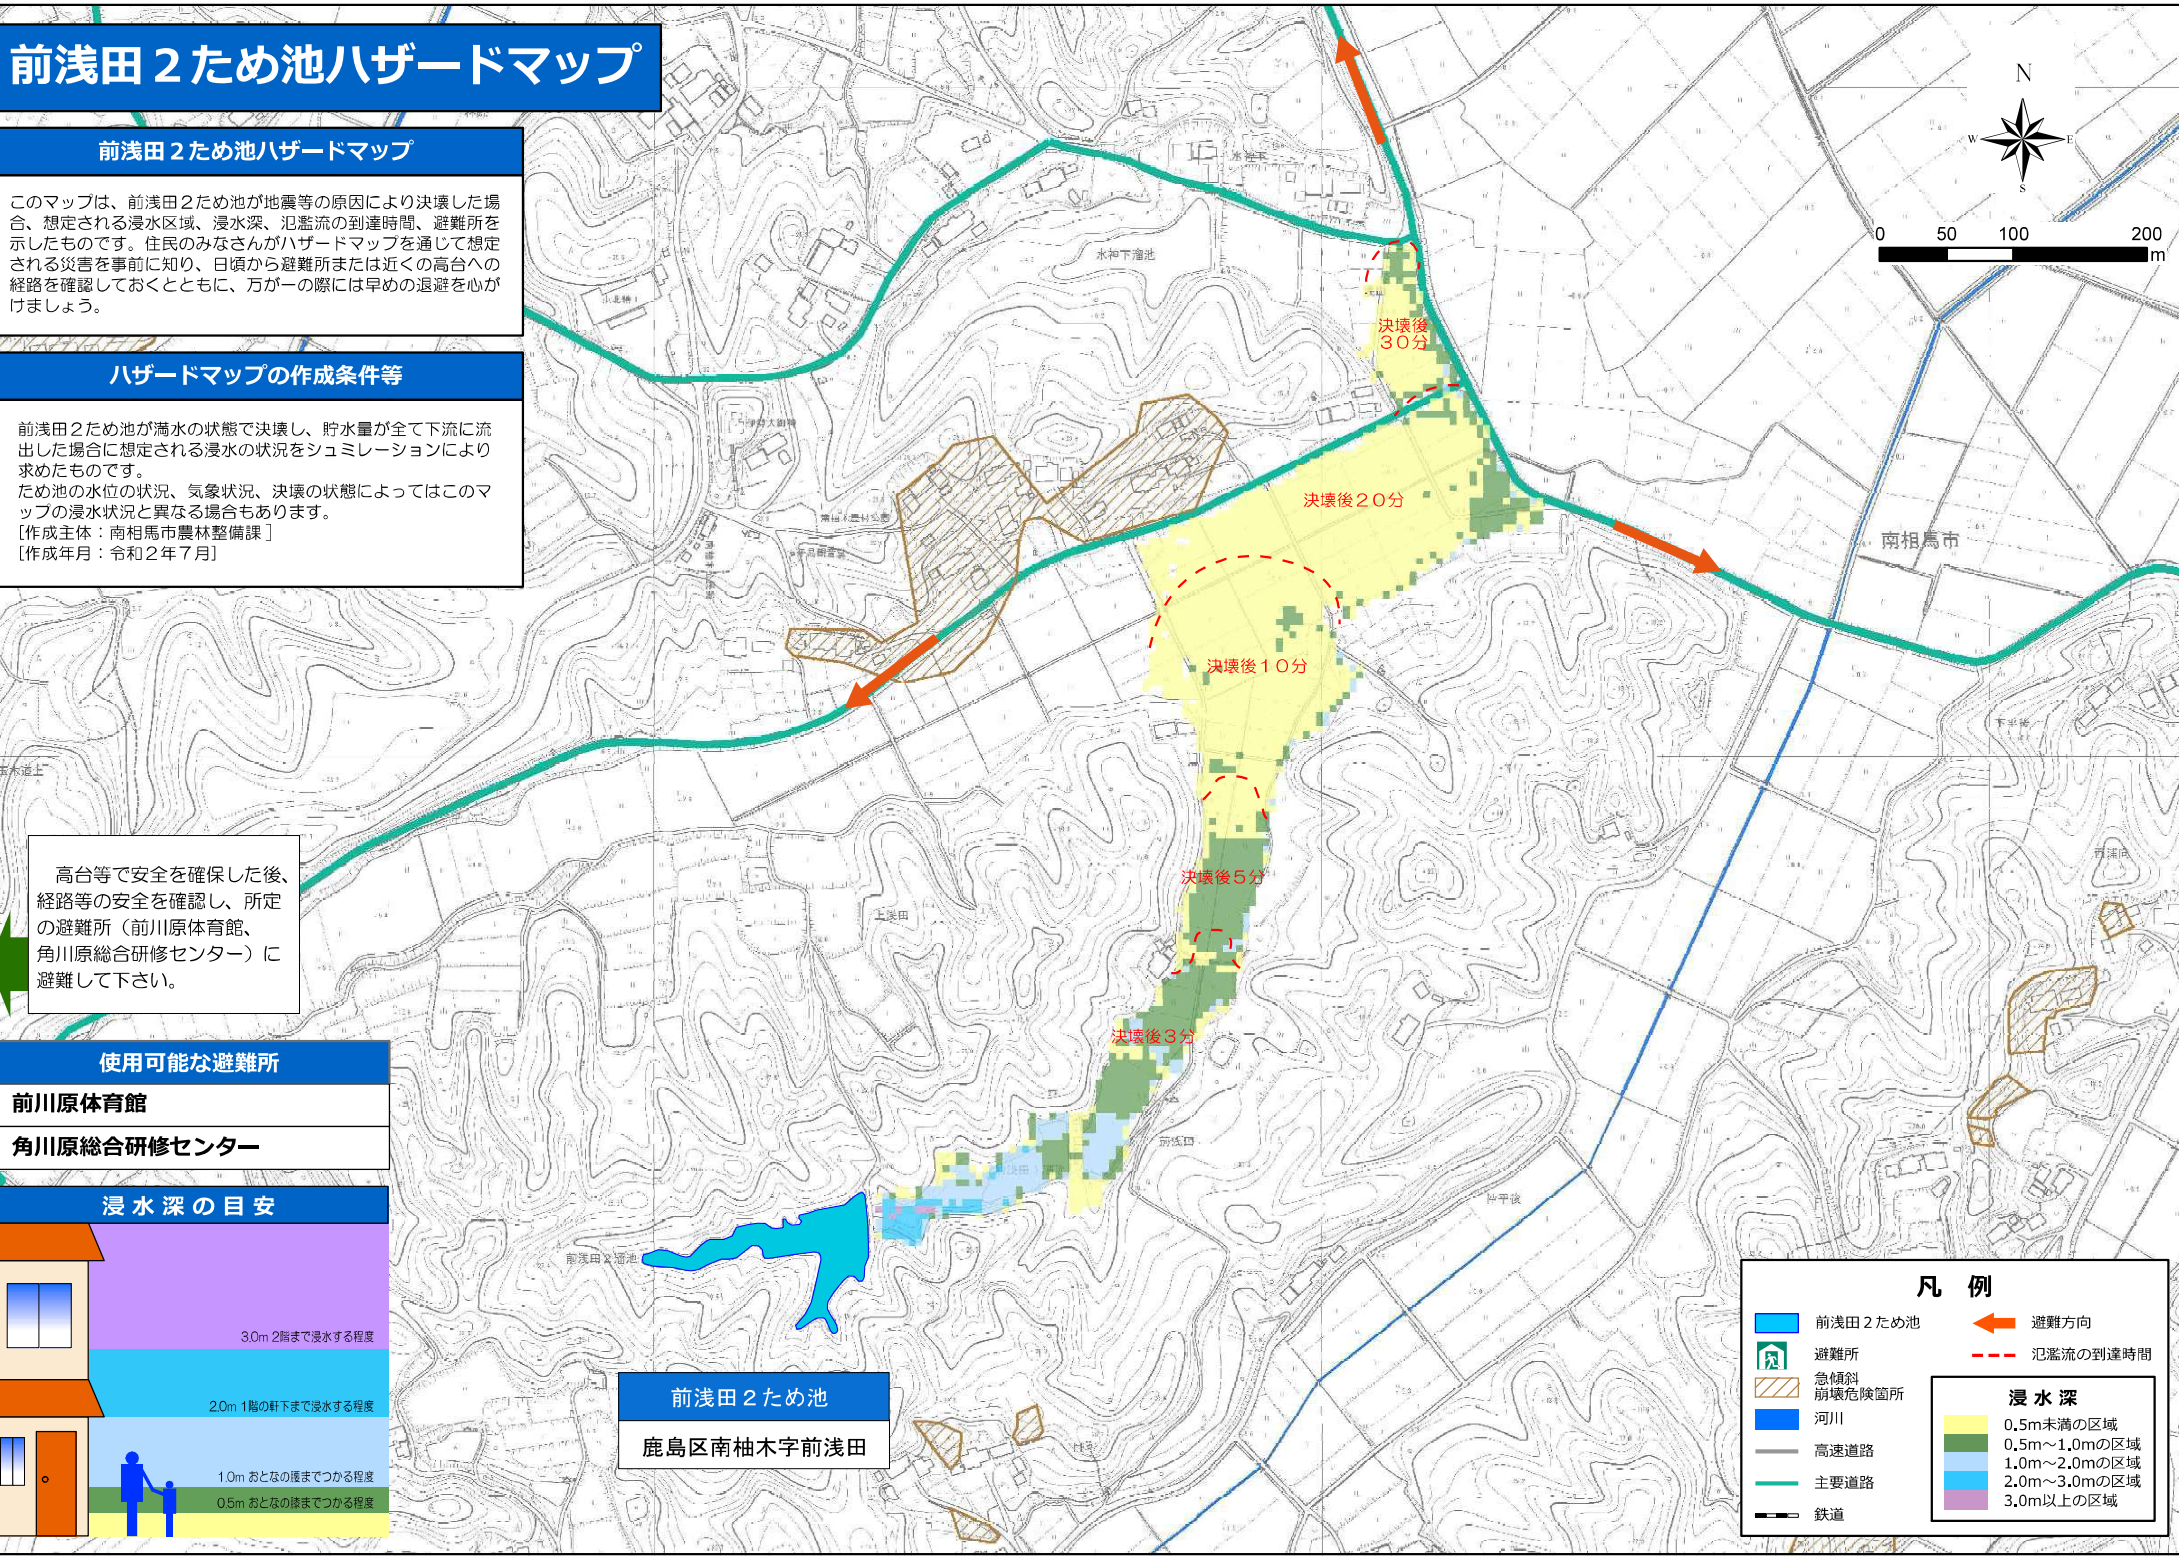 前浅田２ため池ハザードマップ
前浅田２ため池ハザードマップ
このマップは、前浅田２ため池が地震等の原因により決壊した場
合、想定される浸水区域、浸水深、氾濫流の到達時間、避難所を
示したものです。住民のみなさんがハザードマップを通じて想定
される災害を事前に知り、日頃から避難所または近くの高台への
経路を確認しておくとともに、万が一の際には早めの退避を心が
けましょう。
ハザードマップの作成条件等
前浅田２ため池が満水の状態で決壊し、貯水量が全て下流に流
出した場合に想定される浸水の状況をシュミレーションにより
求めたものです。
ため池の水位の状況、気象状況、決壊の状態によってはこのマ
ップの浸水状況と異なる場合もあります。
[作成主体：南相馬市農林整備課]
[作成年月：令和２年７月]
N
W
E
S
0 50 100 200
m
水神下溜池
決壊後
３０分
決壊後２０分
南相馬市
決壊後１０分
高台等で安全を確保した後、
経路等の安全を確認し、所定
の避難所（前川原体育館、
角川原総合研修センター）に
避難して下さい。
決壊後５分
上浅田
決壊後３分
前浅田
前浅田２溜池
使用可能な避難所
前川原体育館
角川原総合研修センター
浸水深の目安
3.0m 2階まで浸水する程度
2.0m 1階の軒下まで浸水する程度
1.0m おとなの腰までつかる程度
0.5m おとなの膝までつかる程度
前浅田２ため池
鹿島区南柚木字前浅田
凡 例
前浅田２ため池
避難方向
避難所
氾濫流の到達時間
急傾斜
崩壊危険箇所
河川
高速道路
主要道路
鉄道
浸水深
0.5m未満の区域
0.5m～1.0mの区域
1.0m～2.0mの区域
2.0m～3.0mの区域
3.0m以上の区域